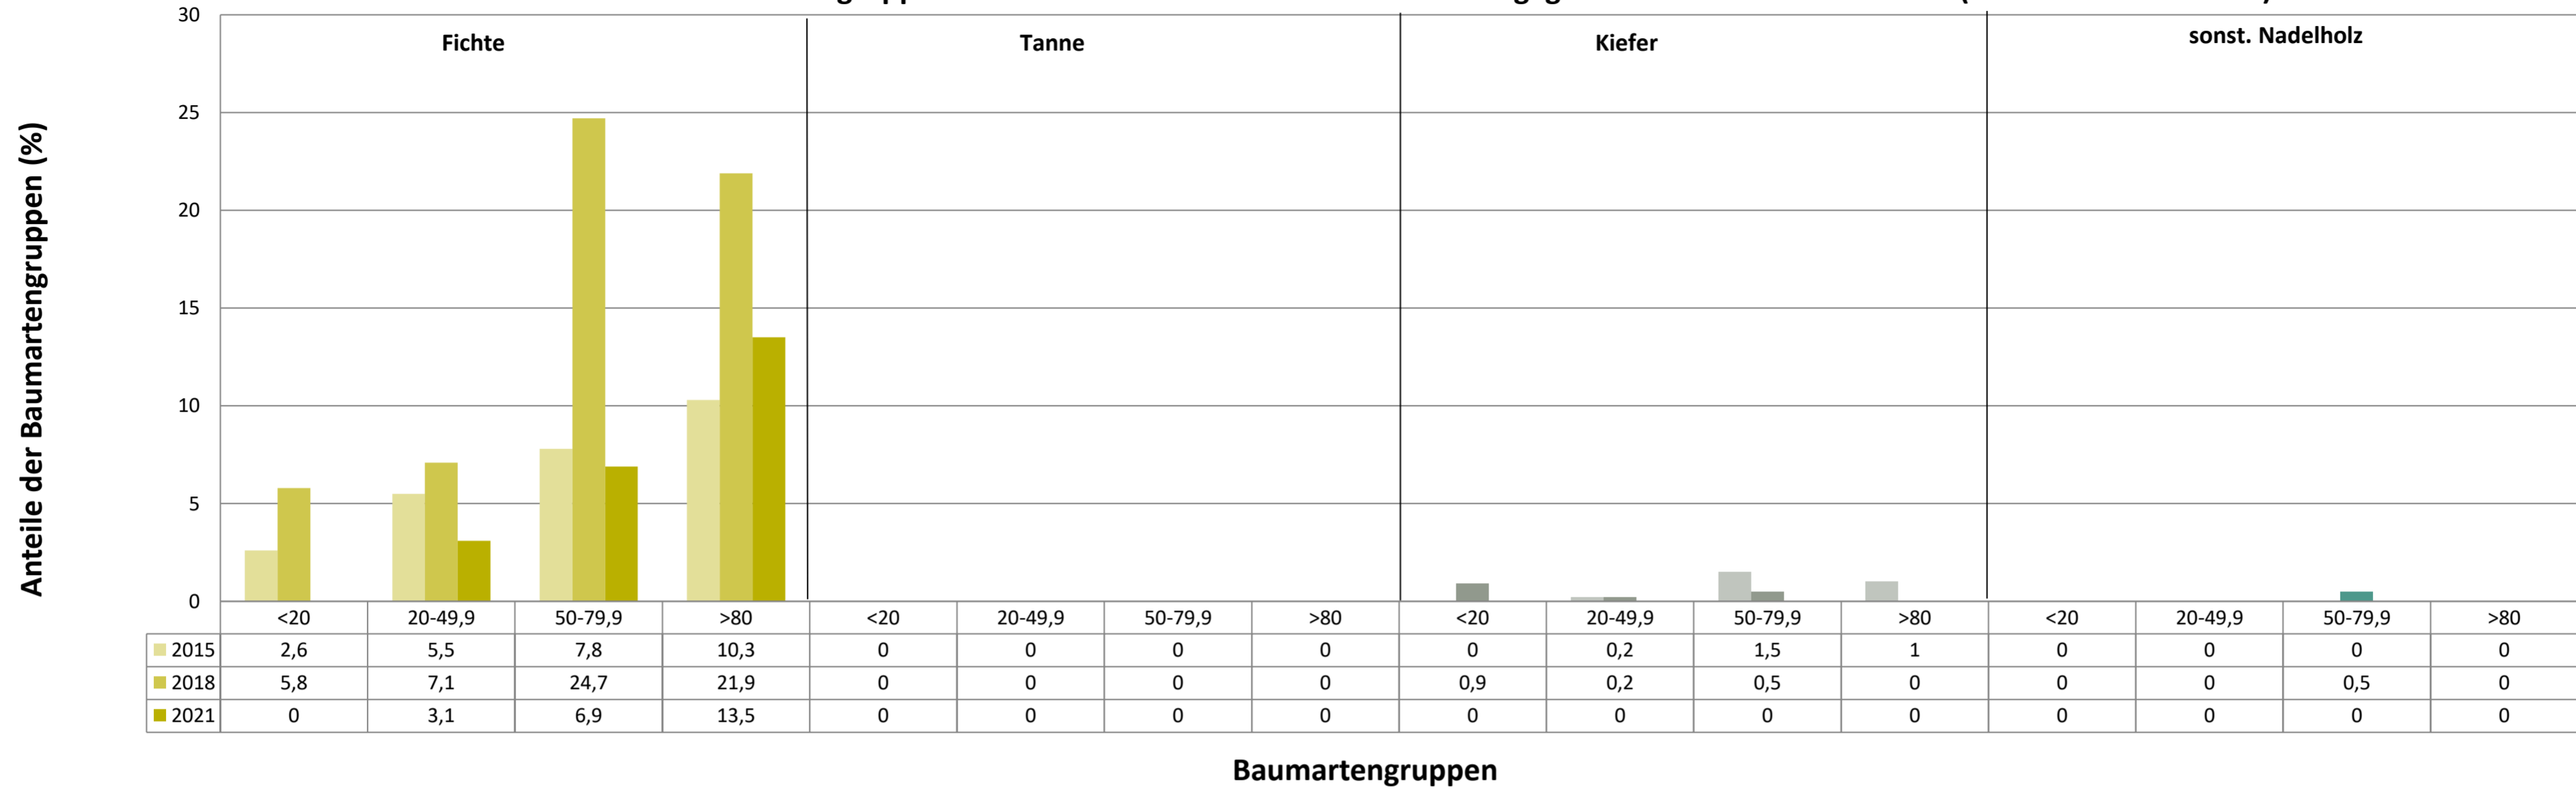 30
Fichte
Tanne
Kiefer
sonst. Nadelholz
25
20
15
10
5
0
Anteile der Baumartengruppen (%)
<20 20-49,9 50-79,9 >80 <20 20-49,9 50-79,9 >80 <20 20-49,9 50-79,9 >80 <20 20-49,9 50-79,9 >80
2015 2,6 5,5 7,8 10,3 0 0 0 0 0 0,2 1,5 1 0 0 0 0
2018 5,8 7,1 24,7 21,9 0 0 0 0 0,9 0,2 0,5 0 0 0 0,5 0
2021 0 3,1 6,9 13,5 0 0 0 0 0 0 0 0 0 0 0 0
Baumartengruppen